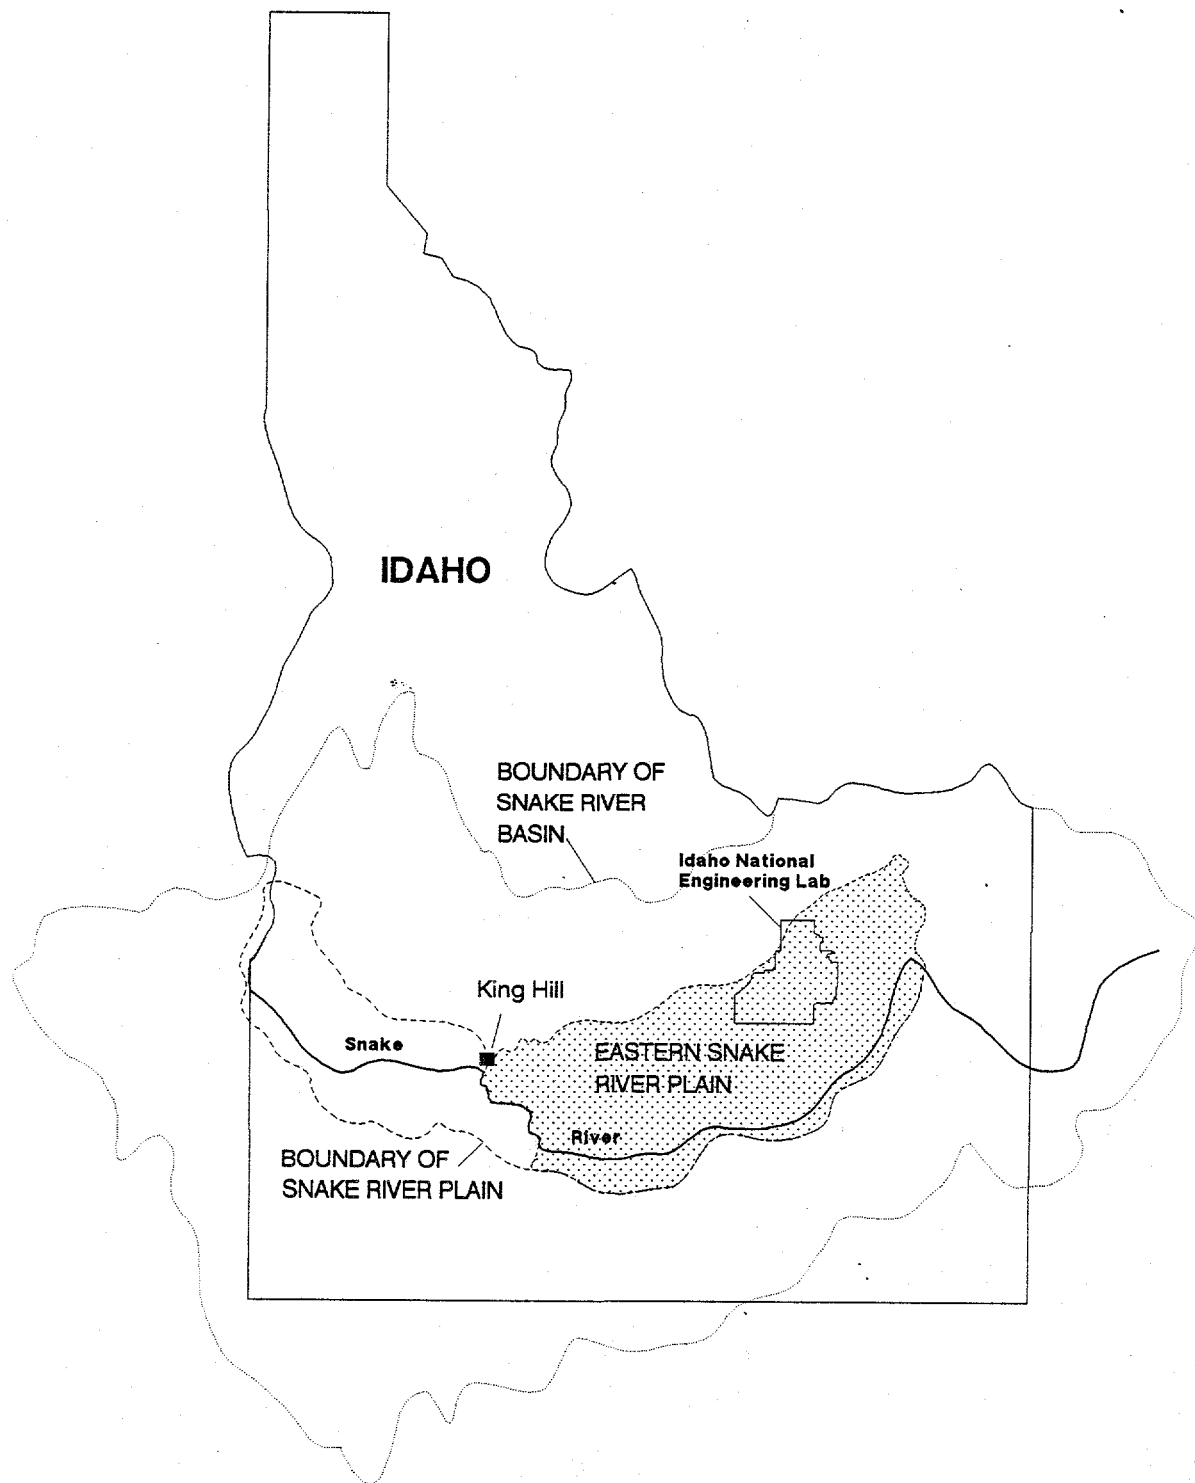 IDAHO
BOUNDARY OF
SNAKE RIVER
BASIN
Idaho National
Engineering Lab
King Hill
Snake
EASTERN SNAKE
RIVER PLAIN
River
BOUNDARY OF
SNAKE RIVER PLAIN